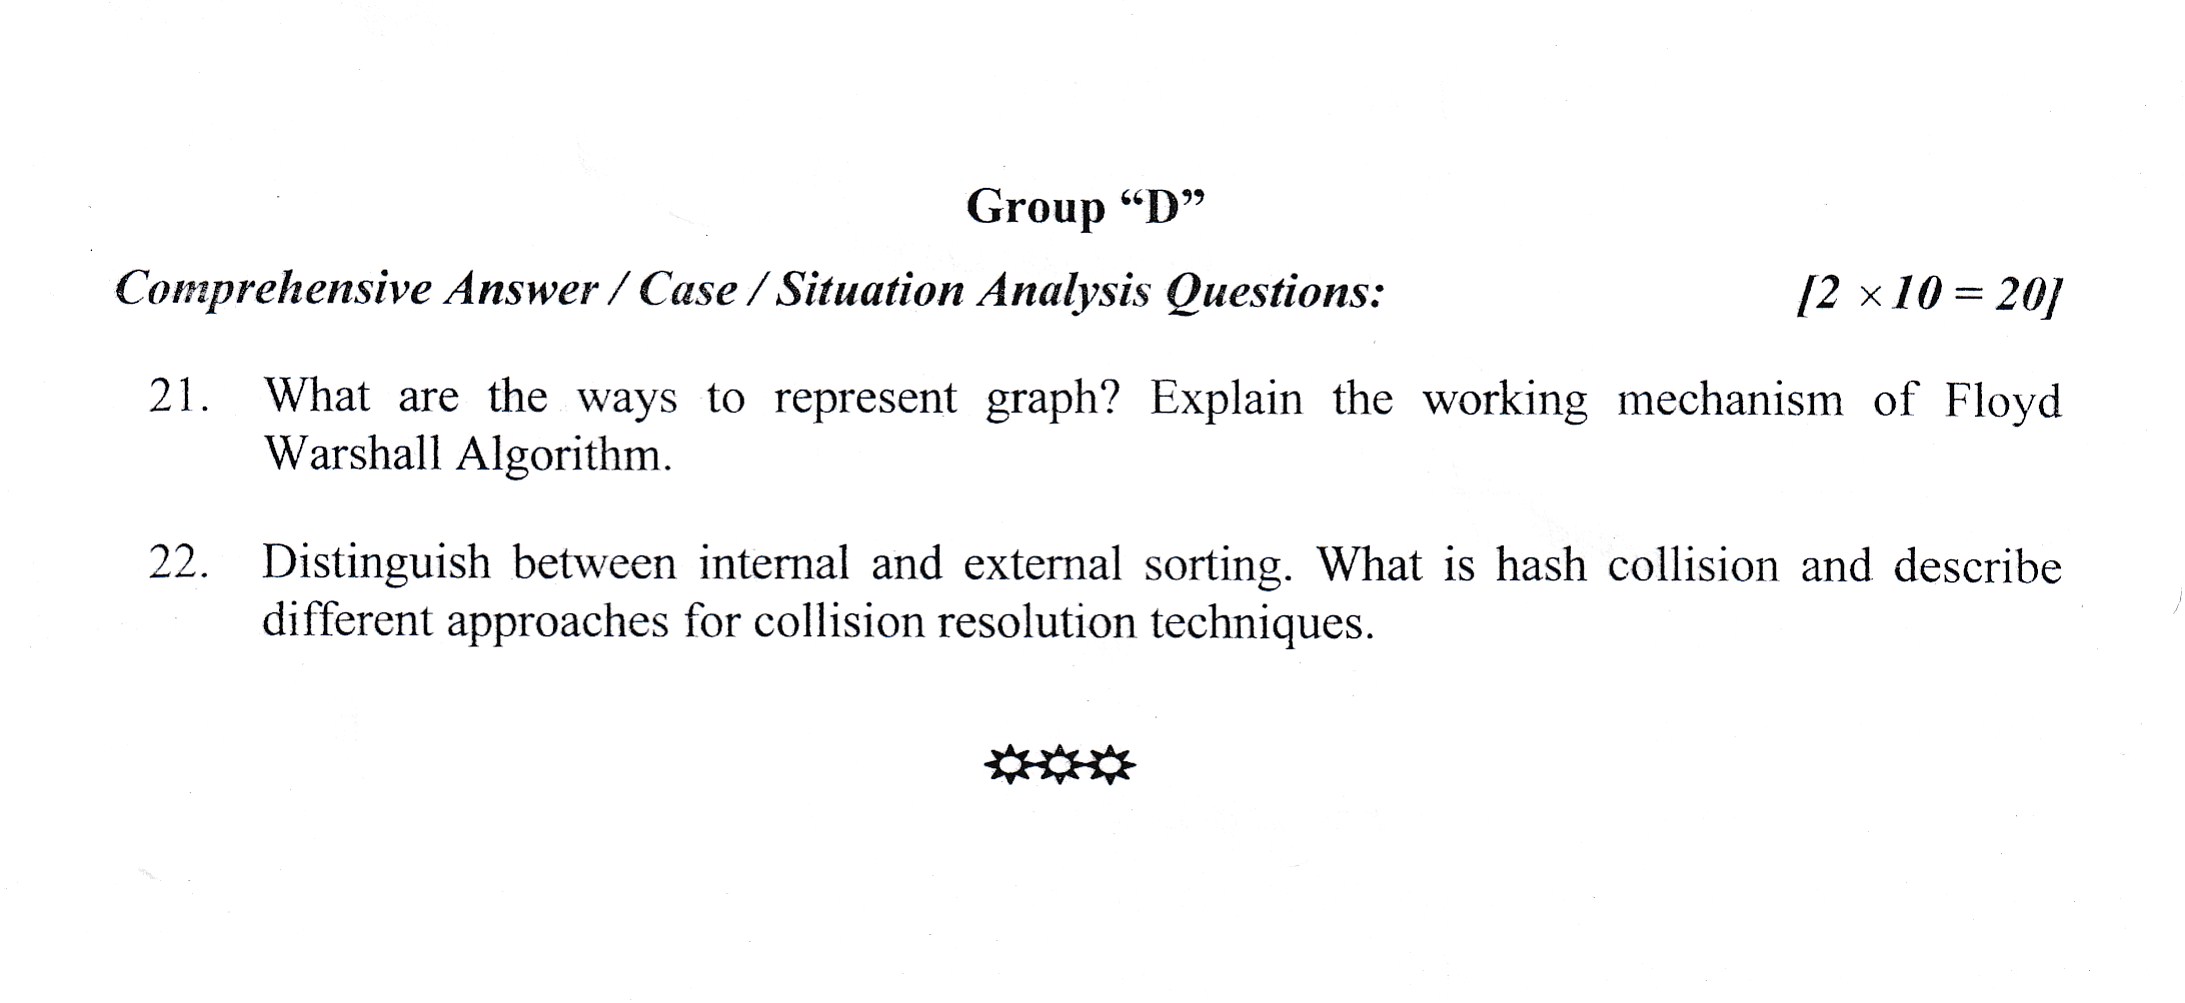 Group “D”
Comprehensive Answer / Case / Situation Analysis Questions: [2 × 10 = 20]
21. What are the ways to represent graph? Explain the working mechanism of Floyd
Warshall Algorithm.
22. Distinguish between internal and external sorting. What is hash collision and describe
different approaches for collision resolution techniques.